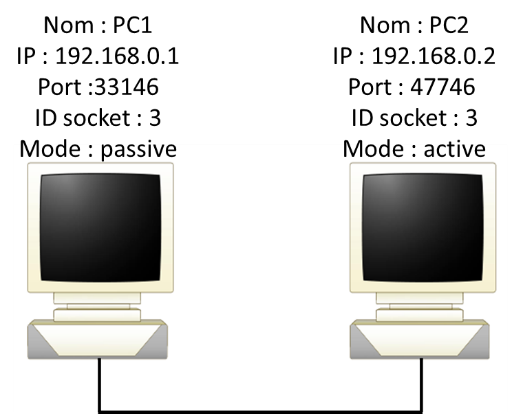 Nom : PC1
IP : 192.168.0.1
Port :33146
ID socket : 3
Mode : passive
Nom : PC2
IP : 192.168.0.2
Port : 47746
ID socket : 3
Mode : active